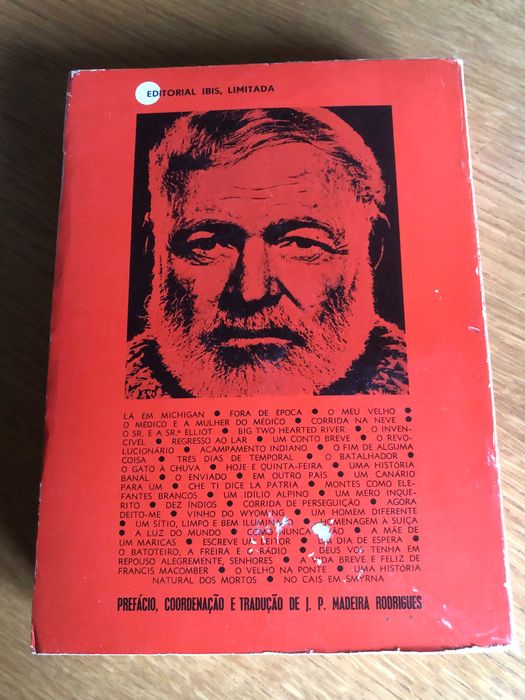 EDITORIAL IBIS, LIMITADA
LÁ EM MICHIGAN ● FORA DE ÉPOCA ● O MEU VELHO ●
O MÉDICO E A MULHER DO MÉDICO ● CORRIDA NA NEVE ●
O SR. E A SR.ª ELLIOT ● BIG TWO HEARTED RIVER ● O INVEN-
CÍVEL ● REGRESSO AO LAR ● UM CONTO BREVE ● O REVO-
LUCIONÁRIO ● ACAMPAMENTO INDIANO ● O FIM DE ALGUMA
COISA ● TRÊS DIAS DE TEMPORAL ● O BATALHADOR ●
O GATO À CHUVA ● HOJE É QUINTA-FEIRA ● UMA HISTÓRIA
BANAL ● O ENVIADO ● EM OUTRO PAÍS ● UM CANÁRIO
PARA UM ● CHE TI DICE LA PATRIA ● MONTES COMO ELE-
FANTES BRANCOS ● UM IDÍLIO ALPINO ● UM MERO INQUÉ-
RITO ● DEZ ÍNDIOS ● CORRIDA DE PERSEGUIÇÃO ● AGORA
DEITO-ME ● VINHO DO WYOMING ● UM HOMEM DIFERENTE
● UM SÍTIO, LIMPO E BEM ILUMINADO ● HOMENAGEM À SUÍÇA
● A LUZ DO MUNDO ● COMO NUNCA SERÃO ● A MÃE DE
UM MARICAS ● ESCREVE UM LEITOR ● UM DIA DE ESPERA ●
O BATOTEIRO, A FREIRA E O RÁDIO ● DEUS VOS TENHA EM
REPOUSO ALEGREMENTE, SENHORES ● A VIDA BREVE E FELIZ DE
FRANCIS MACOMBER ● O VELHO NA PONTE ● UMA HISTÓRIA
NATURAL DOS MORTOS ● NO CAIS EM SMYRNA
PREFÁCIO, COORDENAÇÃO E TRADUÇÃO DE J. P. MADEIRA RODRIGUES